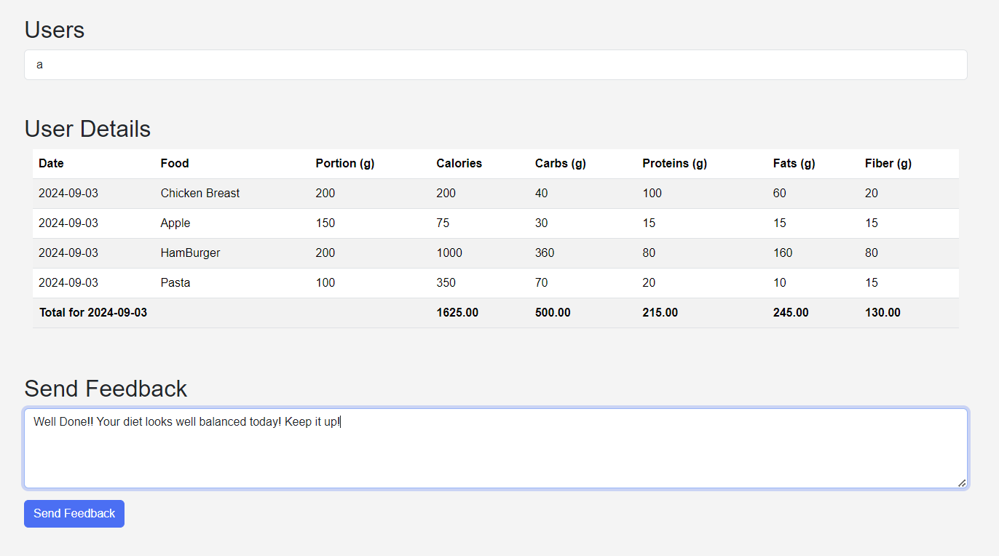 Users
a
User Details
Date Food Portion (g) Calories Carbs (g) Proteins (g) Fats (g) Fiber (g)
2024-09-03 Chicken Breast 200 200 40 100 60 20
2024-09-03 Apple 150 75 30 15 15 15
2024-09-03 HamBurger 200 1000 360 80 160 80
2024-09-03 Pasta 100 350 70 20 10 15
Total for 2024-09-03 1625.00 500.00 215.00 245.00 130.00
Send Feedback
Well Done!! Your diet looks well balanced today! Keep it up!
Send Feedback